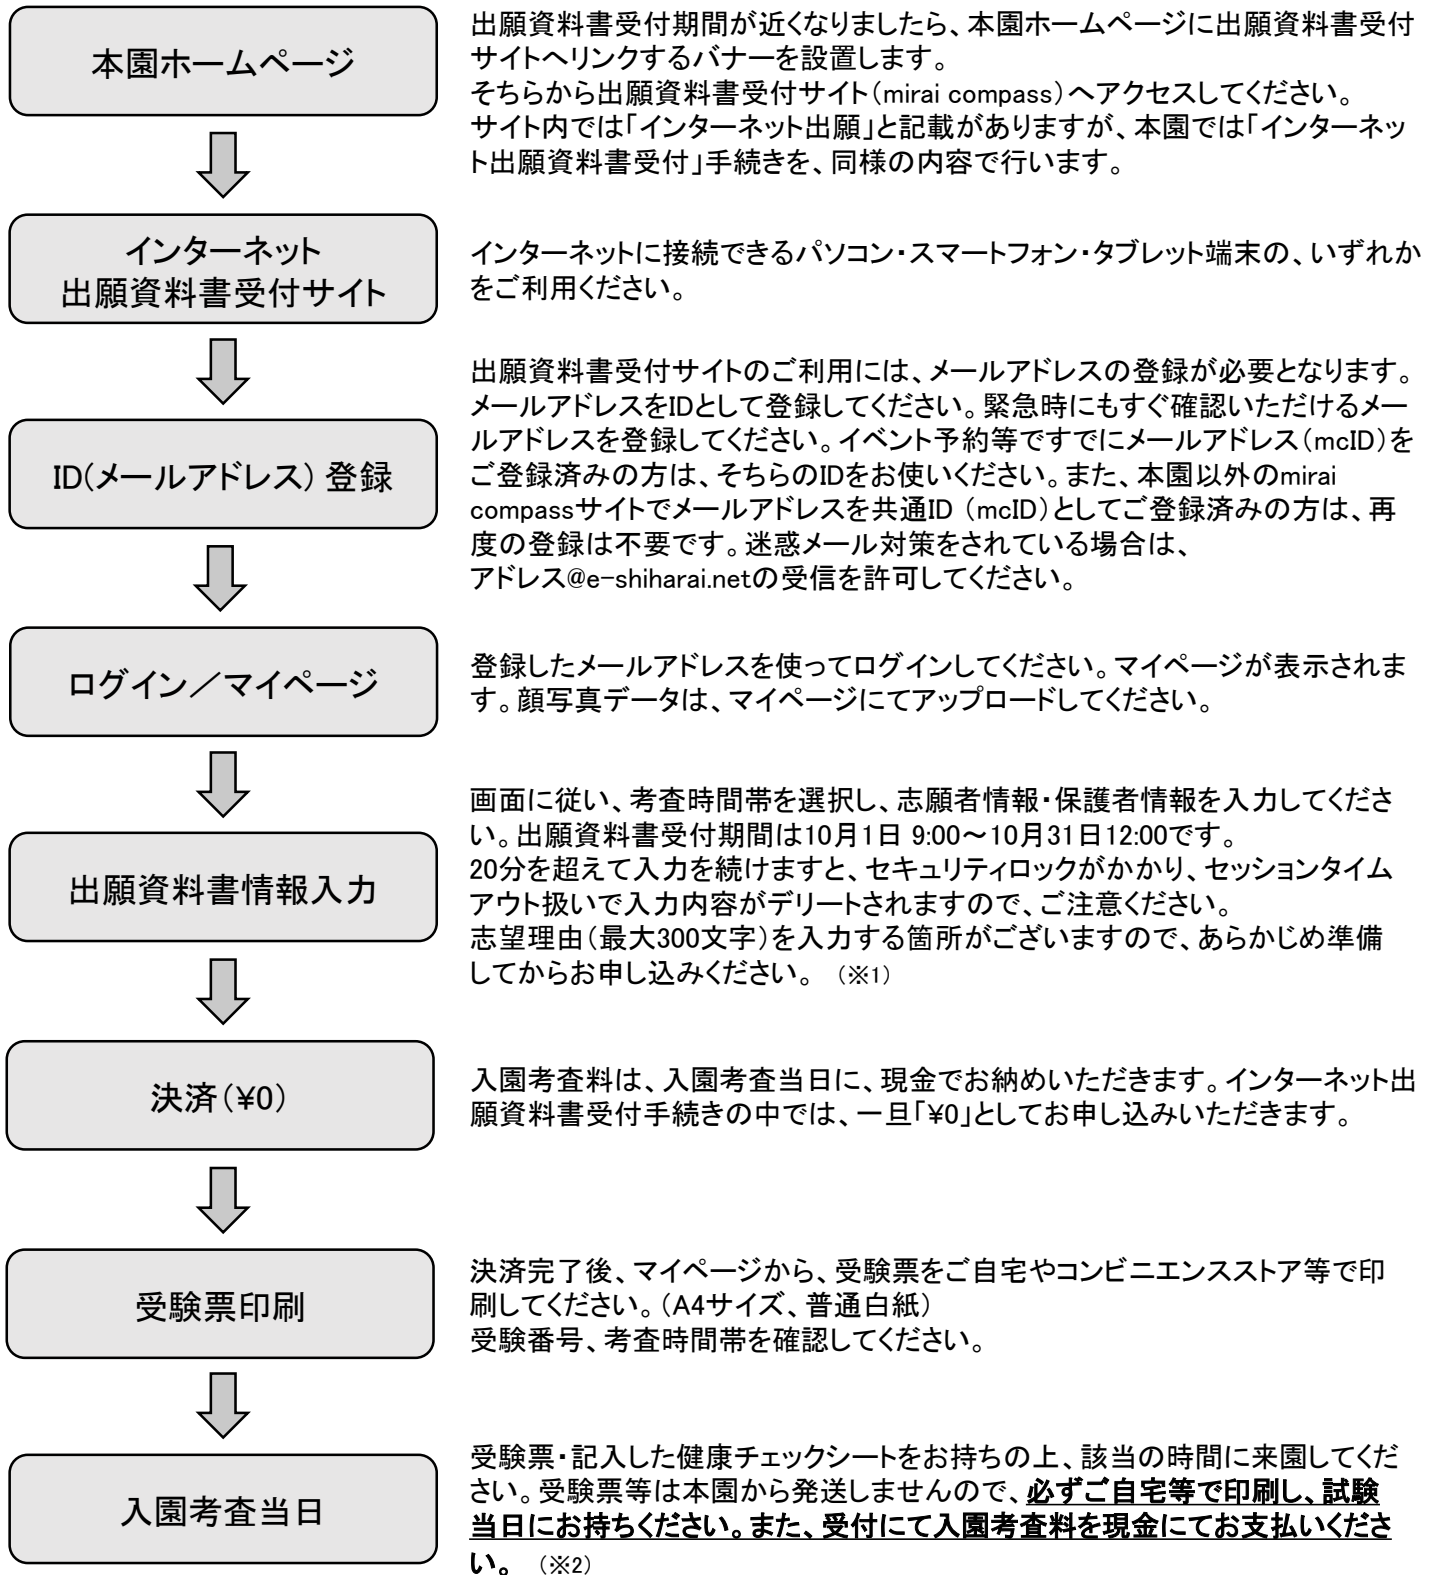 本園ホームページ
出願資料書受付期間が近くなりましたら、本園ホームページに出願資料書受付
サイトへリンクするバナーを設置します。
そちらから出願資料書受付サイト（mirai compass）へアクセスしてください。
サイト内では「インターネット出願」と記載がありますが、本園では「インターネッ
ト出願資料書受付」手続きを、同様の内容で行います。
インターネット
出願資料書受付サイト
インターネットに接続できるパソコン・スマートフォン・タブレット端末の、いずれか
をご利用ください。
ID(メールアドレス) 登録
出願資料書受付サイトのご利用には、メールアドレスの登録が必要となります。
メールアドレスをIDとして登録してください。緊急時にもすぐ確認いただけるメー
ルアドレスを登録してください。イベント予約等ですでにメールアドレス（mcID）を
ご登録済みの方は、そちらのIDをお使いください。また、本園以外のmirai
compassサイトでメールアドレスを共通ID （mcID）としてご登録済みの方は、再
度の登録は不要です。迷惑メール対策をされている場合は、
アドレス@e-shiharai.netの受信を許可してください。
ログイン／マイページ
登録したメールアドレスを使ってログインしてください。マイページが表示されま
す。顔写真データは、マイページにてアップロードしてください。
出願資料書情報入力
画面に従い、考査時間帯を選択し、志願者情報・保護者情報を入力してくださ
い。出願資料書受付期間は10月1日 9:00～10月31日12:00です。
20分を超えて入力を続けますと、セキュリティロックがかかり、セッションタイム
アウト扱いで入力内容がデリートされますので、ご注意ください。
志望理由（最大300文字）を入力する箇所がございますので、あらかじめ準備
してからお申し込みください。 （※1）
決済（¥0）
入園考査料は、入園考査当日に、現金でお納めいただきます。インターネット出
願資料書受付手続きの中では、一旦「¥0」としてお申し込みいただきます。
受験票印刷
決済完了後、マイページから、受験票をご自宅やコンビニエンスストア等で印
刷してください。（A4サイズ、普通白紙）
受験番号、考査時間帯を確認してください。
入園考査当日
受験票・記入した健康チェックシートをお持ちの上、該当の時間に来園してくだ
さい。受験票等は本園から発送しませんので、必ずご自宅等で印刷し、試験
当日にお持ちください。また、受付にて入園考査料を現金にてお支払いくださ
い。 （※2）